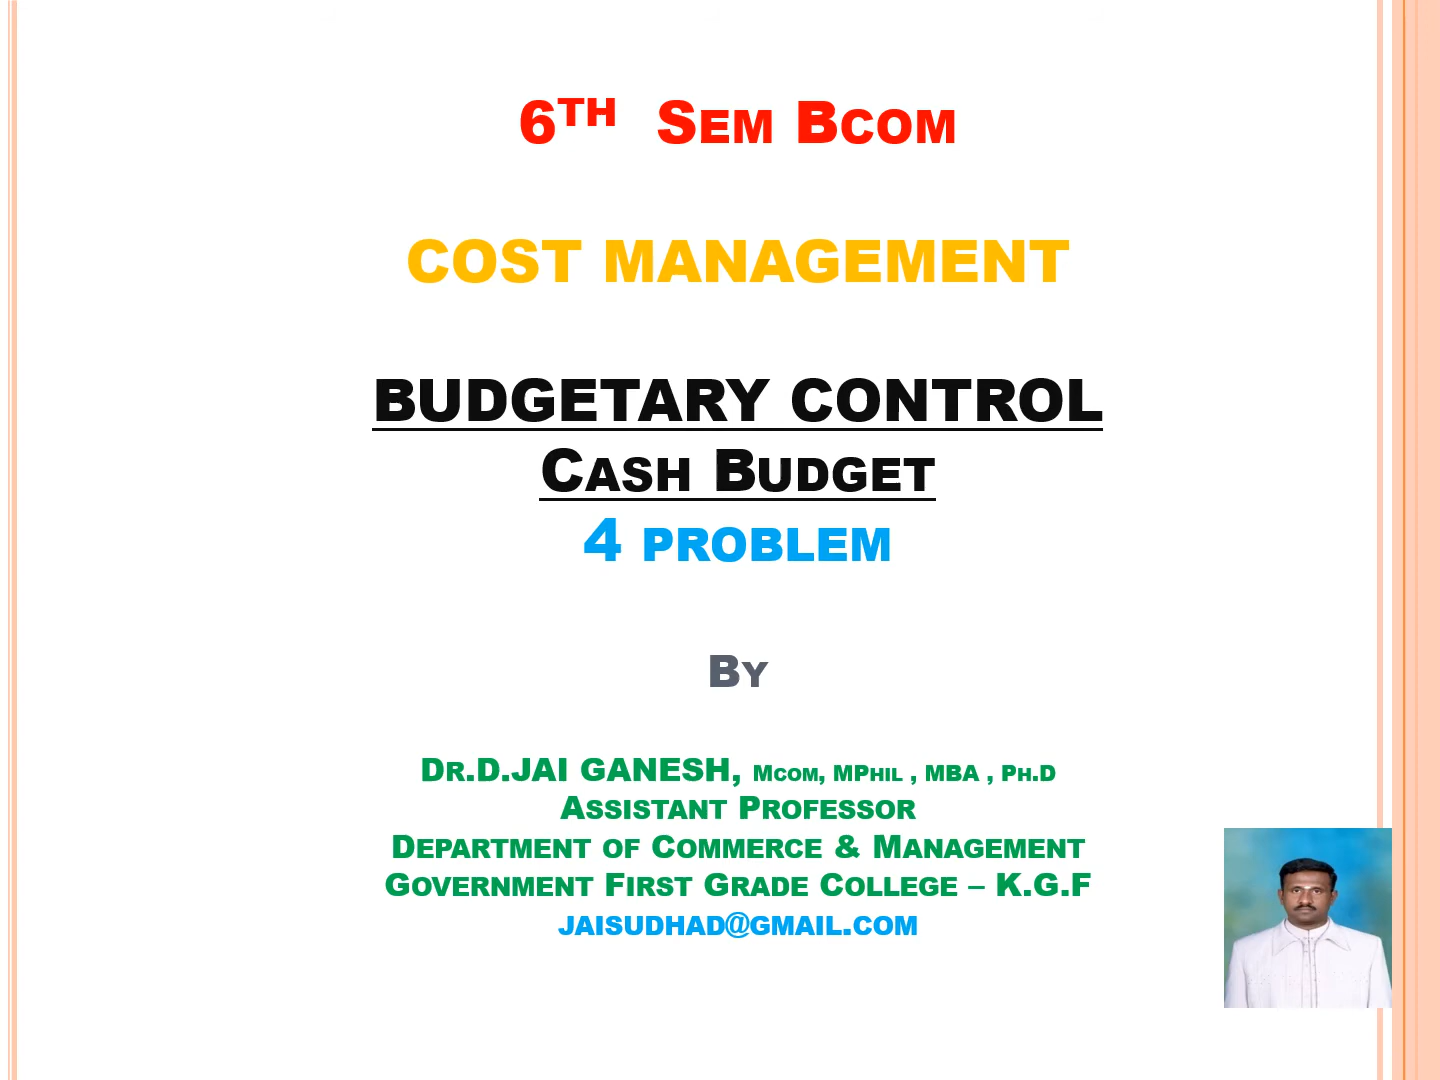 6TH Sem Bcom
COST MANAGEMENT
BUDGETARY CONTROL
Cash Budget
4 problem
By
Dr.D.JAI GANESH, Mcom, MPhil , MBA , Ph.D
Assistant Professor
Department of Commerce & Management
Government First Grade College – K.G.F
jaisudhad@gmail.com